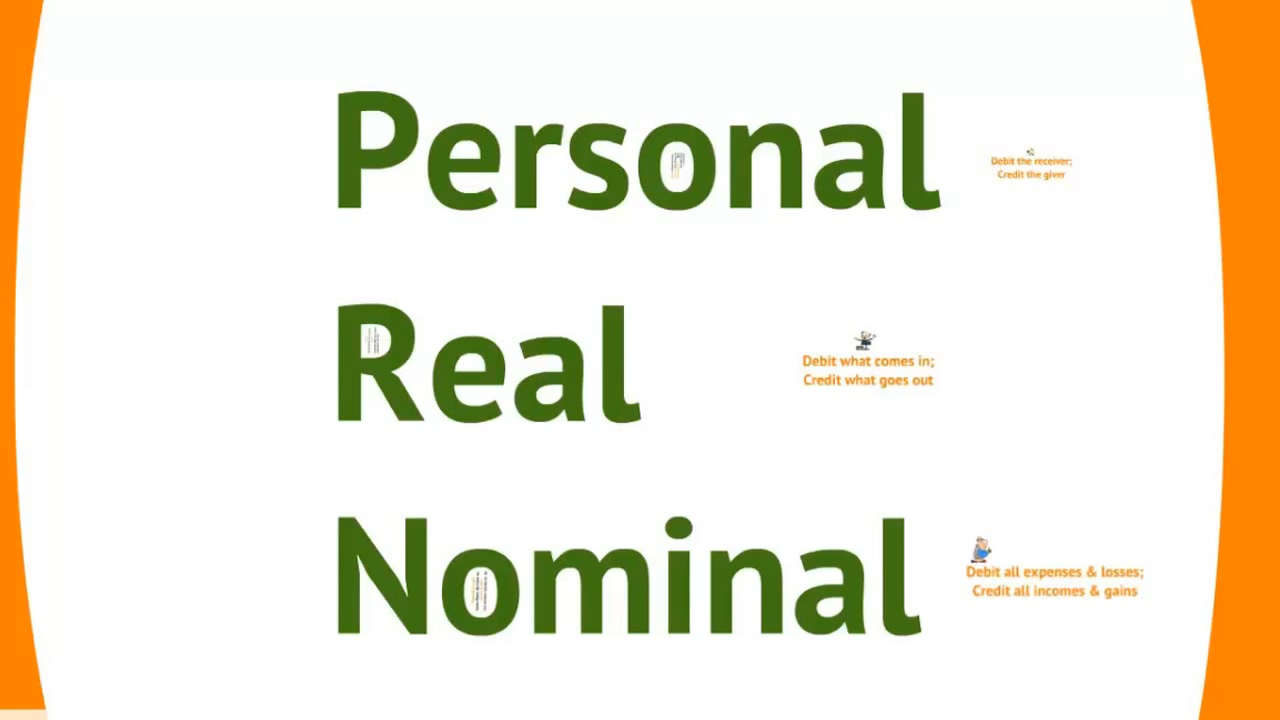 Personal
Debit the receiver;
Credit the giver
Real
Debit what comes in;
Credit what goes out
Nominal
Debit all expenses & losses;
Credit all incomes & gains